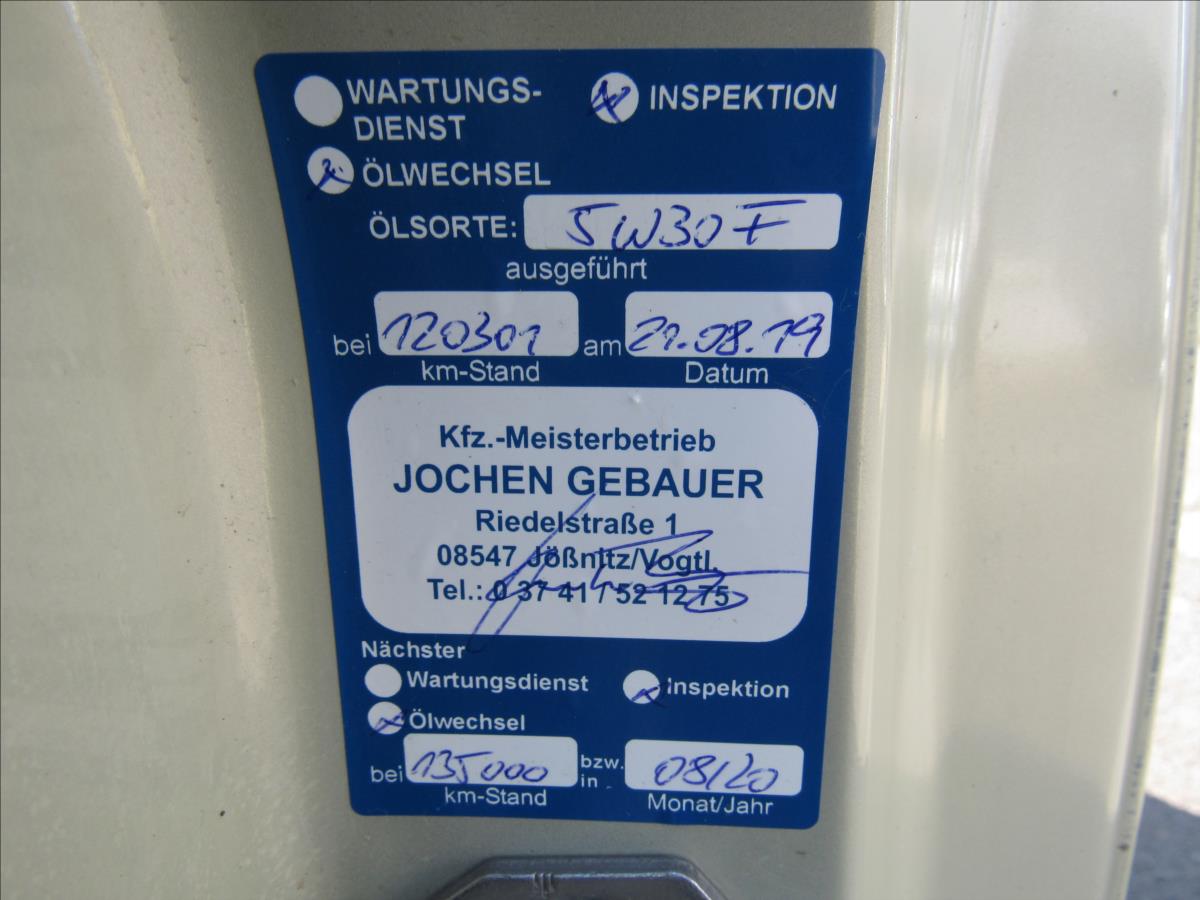 WARTUNGS-
DIENST
INSPEKTION
ÖLWECHSEL
ÖLSORTE: 5W30 F
ausgeführt
bei 120301 am 21.08.19
km-Stand Datum
Kfz.-Meisterbetrieb
JOCHEN GEBAUER
Riedelstraße 1
08547 Jößnitz/Vogtl.
Tel.: 0 37 41 / 52 12 75
Nächster
Wartungsdienst Inspektion
Ölwechsel
bei 135000 bzw. in 08/20
km-Stand Monat/Jahr